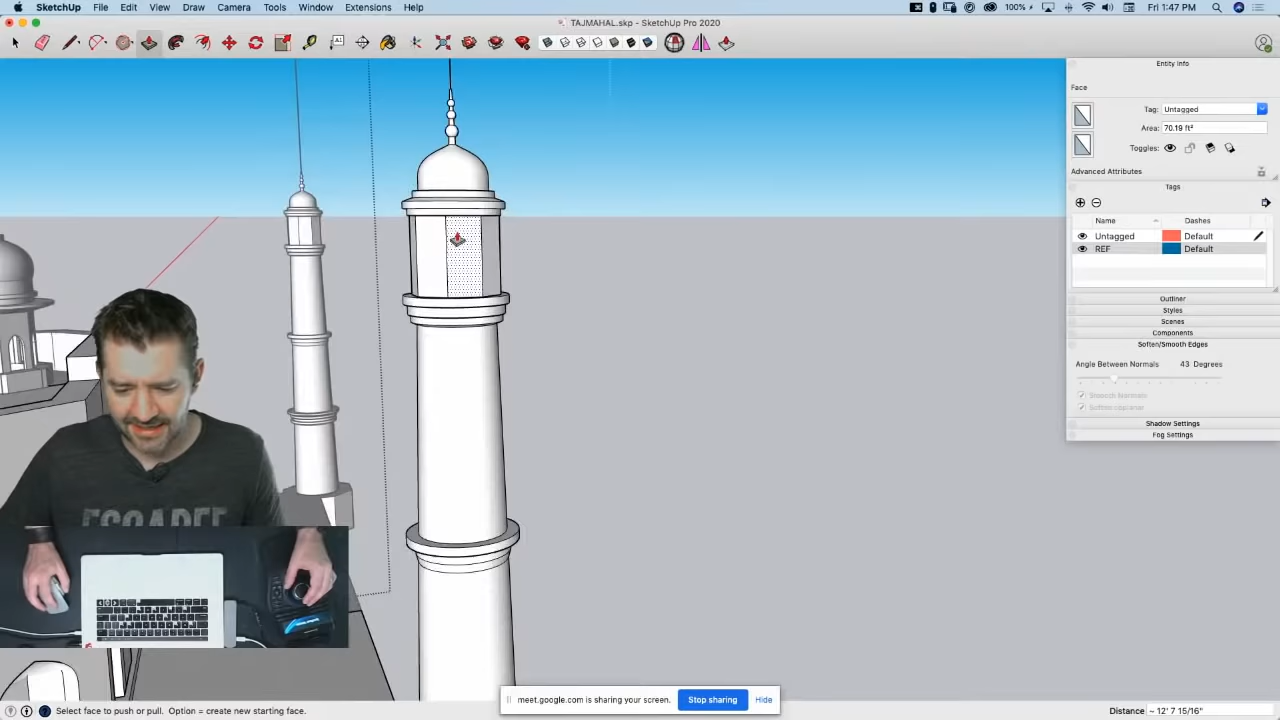 SketchUp File Edit View Draw Camera Tools Window Extensions Help 100% Fri 1:47 PM
TAJMAHAL.skp - SketchUp Pro 2020
Entity Info
Face
Tag: Untagged
Area: 70.19 ft²
Toggles:
Advanced Attributes
Tags
Name Dashes
Untagged Default
REF Default
Outliner
Styles
Scenes
Components
Soften/Smooth Edges
Angle Between Normals 43 Degrees
Smooth Normals
Soften coplanar
Shadow Settings
Fog Settings
meet.google.com is sharing your screen. Stop sharing Hide
Select face to push or pull. Option = create new starting face. Distance ~ 12' 7 15/16"